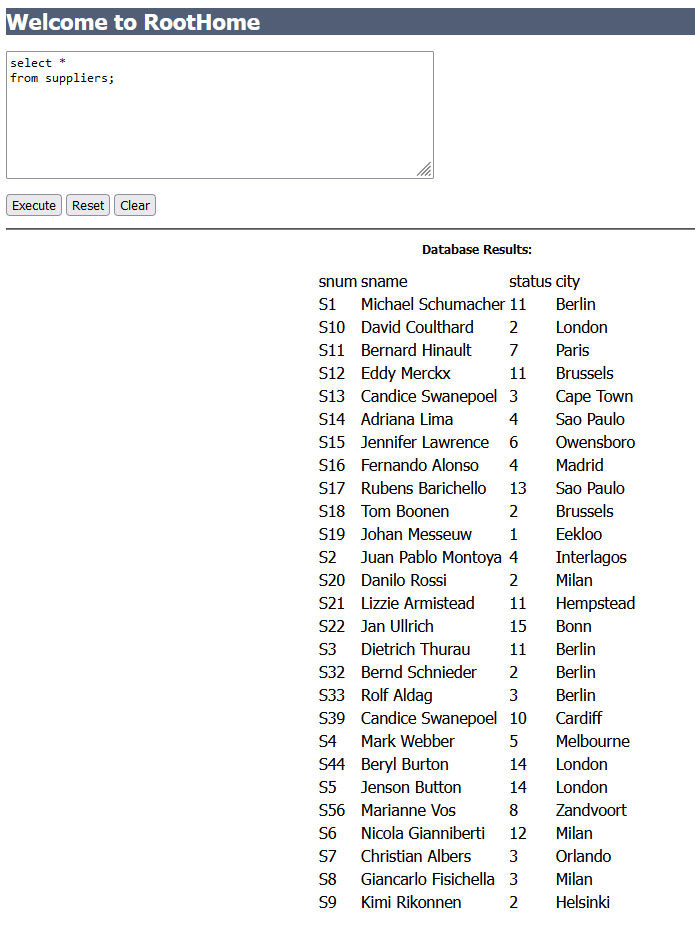 Welcome to RootHome
select *
from suppliers;
Execute Reset Clear
Database Results:
snum sname status city
S1 Michael Schumacher 11 Berlin
S10 David Coulthard 2 London
S11 Bernard Hinault 7 Paris
S12 Eddy Merckx 11 Brussels
S13 Candice Swanepoel 3 Cape Town
S14 Adriana Lima 4 Sao Paulo
S15 Jennifer Lawrence 6 Owensboro
S16 Fernando Alonso 4 Madrid
S17 Rubens Barichello 13 Sao Paulo
S18 Tom Boonen 2 Brussels
S19 Johan Messeuw 1 Eekloo
S2 Juan Pablo Montoya 4 Interlagos
S20 Danilo Rossi 2 Milan
S21 Lizzie Armistead 11 Hempstead
S22 Jan Ullrich 15 Bonn
S3 Dietrich Thurau 11 Berlin
S32 Bernd Schnieder 2 Berlin
S33 Rolf Aldag 3 Berlin
S39 Candice Swanepoel 10 Cardiff
S4 Mark Webber 5 Melbourne
S44 Beryl Burton 14 London
S5 Jenson Button 14 London
S56 Marianne Vos 8 Zandvoort
S6 Nicola Gianniberti 12 Milan
S7 Christian Albers 3 Orlando
S8 Giancarlo Fisichella 3 Milan
S9 Kimi Rikonnen 2 Helsinki